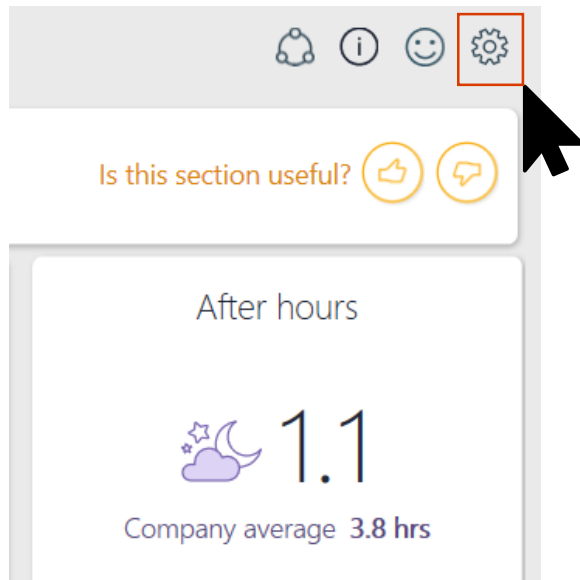 Is this section useful?
After hours
1.1
Company average 3.8 hrs